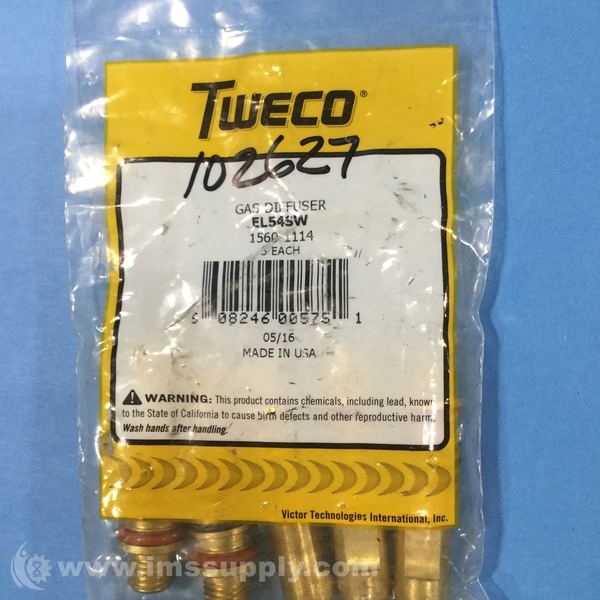 TWECO®
102627
GAS DIFFUSER
EL54SW
1560-1114
5 EACH
6 08246 00575 1
05/16
MADE IN USA
WARNING: This product contains chemicals, including lead, known
to the State of California to cause birth defects and other reproductive harm.
Wash hands after handling.
Victor Technologies International, Inc.
www.imssupply.com